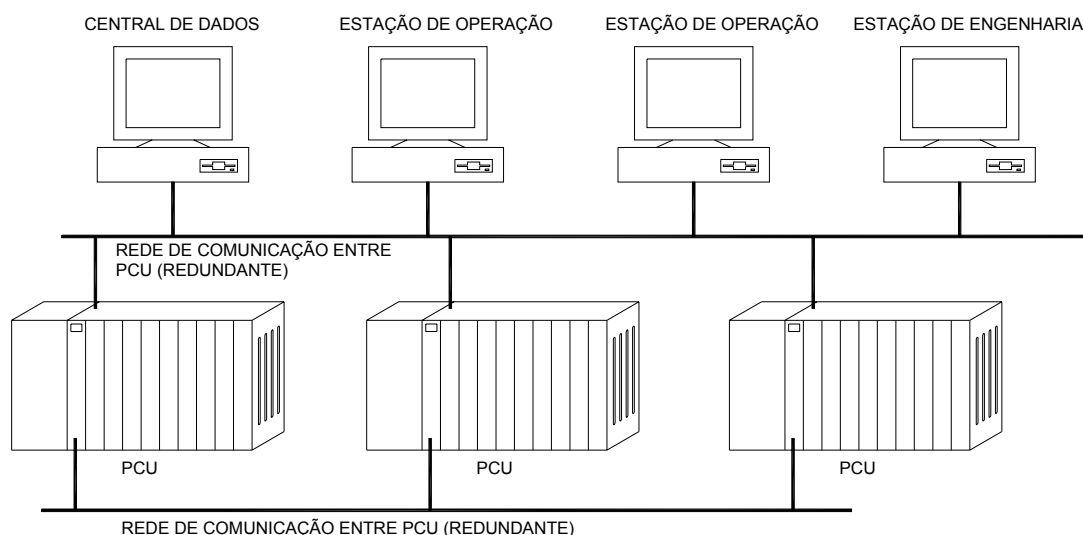 CENTRAL DE DADOS
ESTAÇÃO DE OPERAÇÃO
ESTAÇÃO DE OPERAÇÃO
ESTAÇÃO DE ENGENHARIA
REDE DE COMUNICAÇÃO ENTRE
PCU (REDUNDANTE)
PCU
PCU
PCU
REDE DE COMUNICAÇÃO ENTRE PCU (REDUNDANTE)